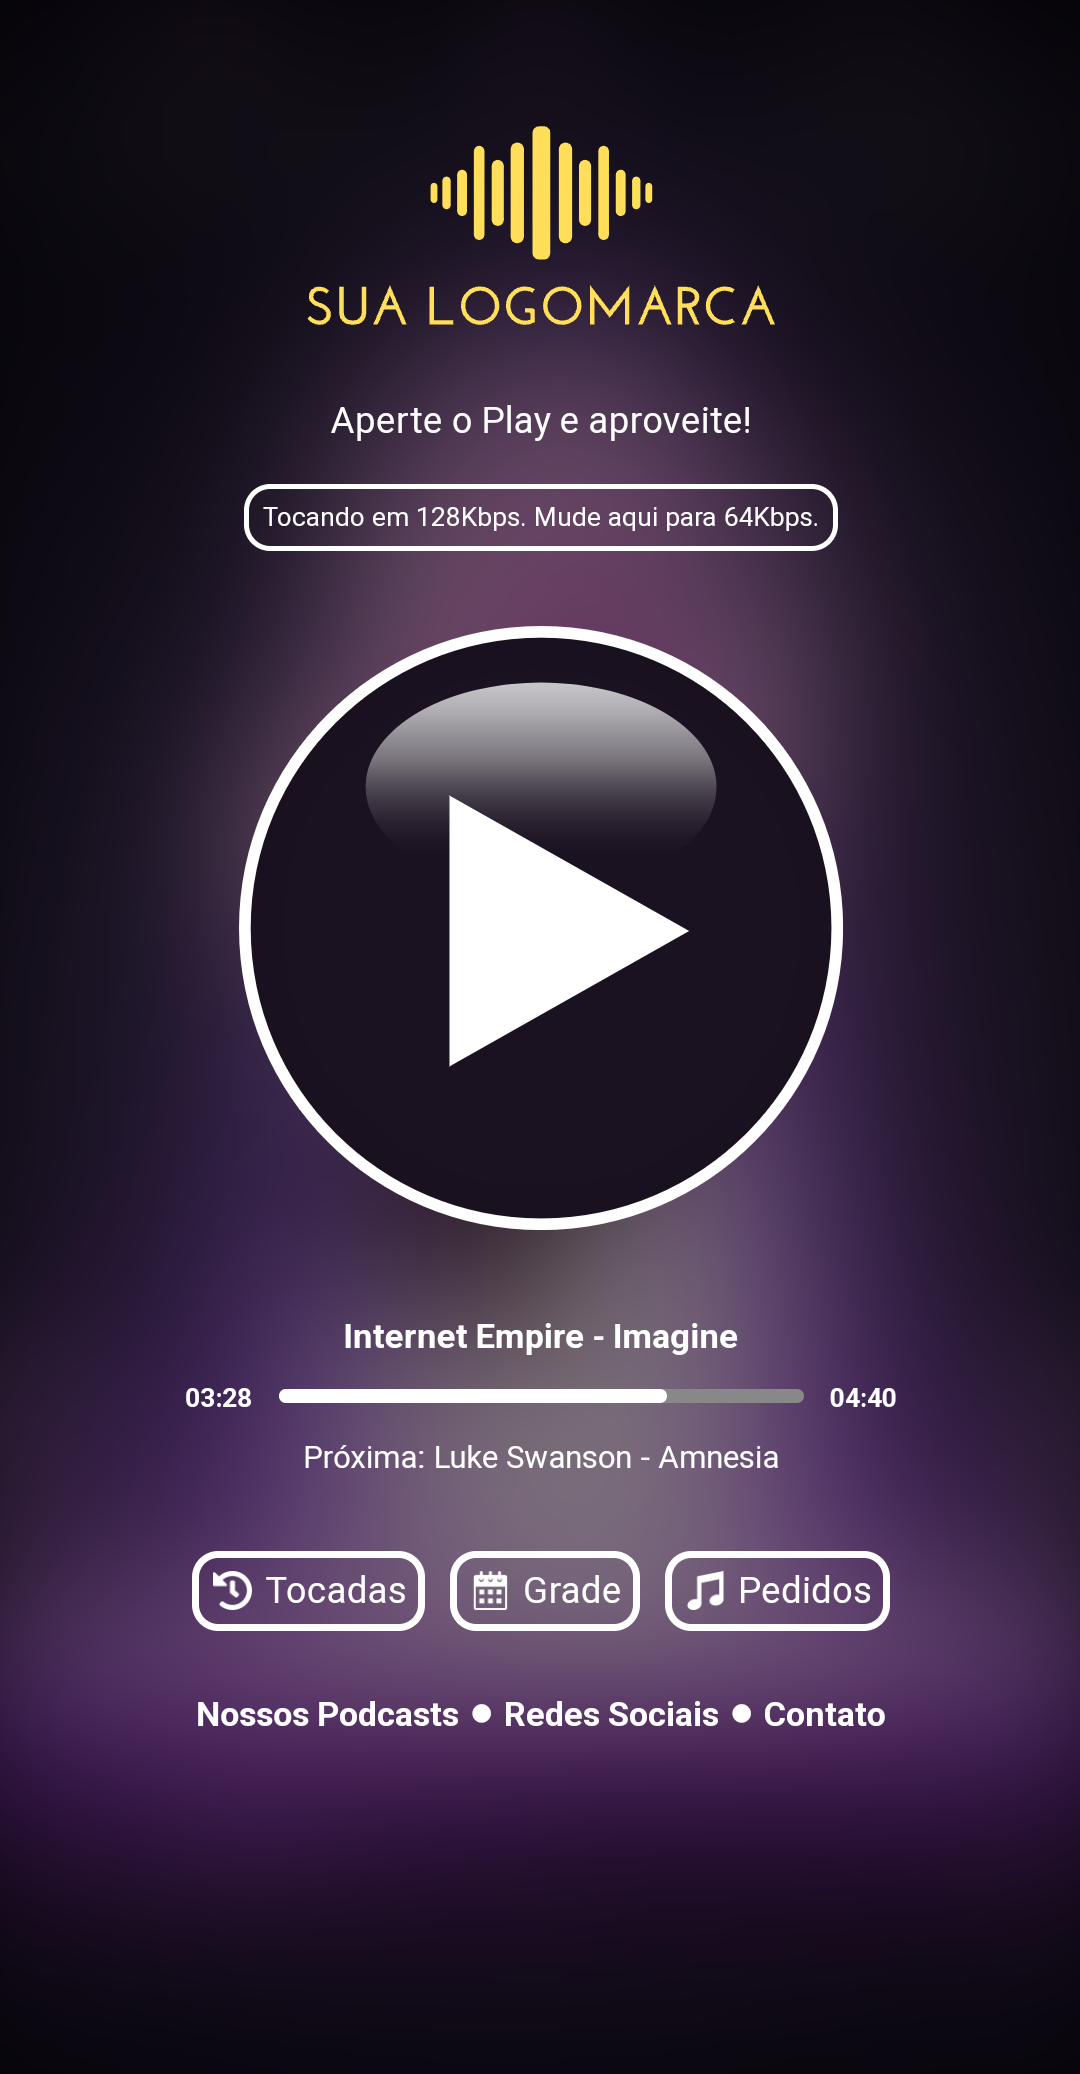 SUA LOGOMARCA
Aperte o Play e aproveite!
Tocando em 128Kbps. Mude aqui para 64Kbps.
Internet Empire - Imagine
03:28 04:40
Próxima: Luke Swanson - Amnesia
Tocadas Grade Pedidos
Nossos Podcasts ● Redes Sociais ● Contato